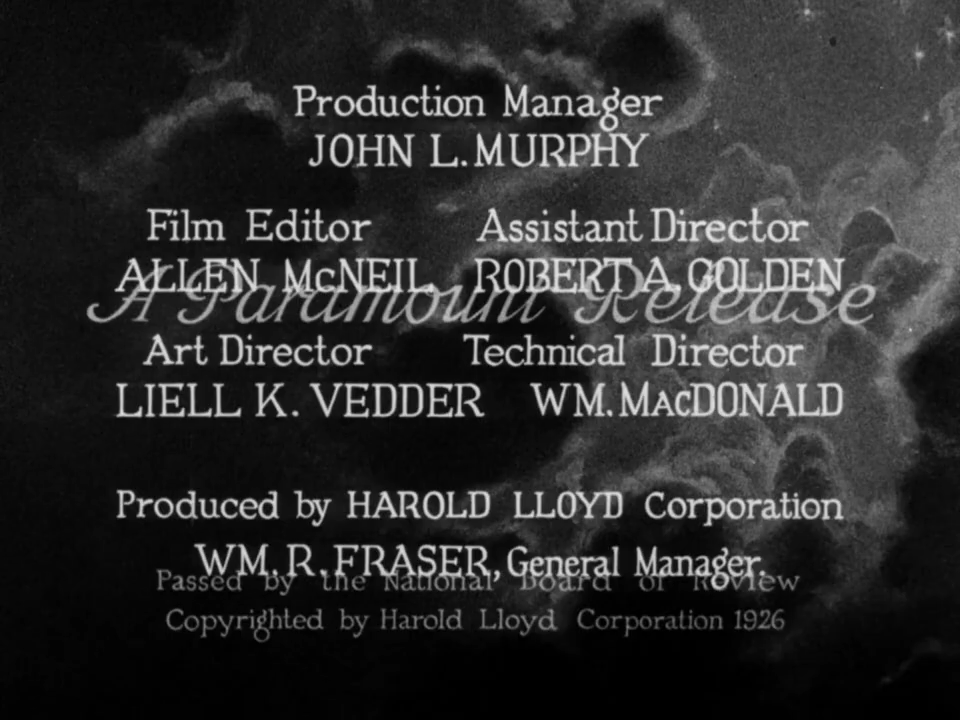 Production Manager
JOHN L. MURPHY
Film Editor Assistant Director
ALLEN McNEIL ROBERT A. GOLDEN
A Paramount Release
Art Director Technical Director
LIELL K. VEDDER WM. MacDONALD
Produced by HAROLD LLOYD Corporation
WM. R. FRASER, General Manager.
Passed by the National Board of Review
Copyrighted by Harold Lloyd Corporation 1926